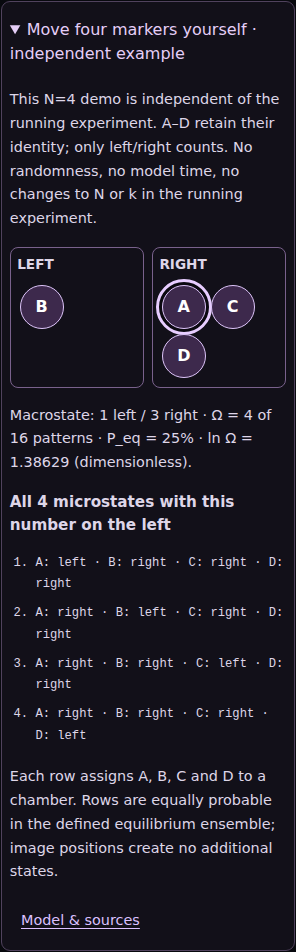 ▼ Move four markers yourself ·
independent example
This N=4 demo is independent of the
running experiment. A–D retain their
identity; only left/right counts. No
randomness, no model time, no
changes to N or k in the running
experiment.
LEFT
B
RIGHT
A C
D
Macrostate: 1 left / 3 right · Ω = 4 of
16 patterns · P_eq = 25% · ln Ω =
1.38629 (dimensionless).
All 4 microstates with this
number on the left
1. A: left · B: right · C: right · D:
right
2. A: right · B: left · C: right · D:
right
3. A: right · B: right · C: left · D:
right
4. A: right · B: right · C: right ·
D: left
Each row assigns A, B, C and D to a
chamber. Rows are equally probable
in the defined equilibrium ensemble;
image positions create no additional
states.
Model & sources